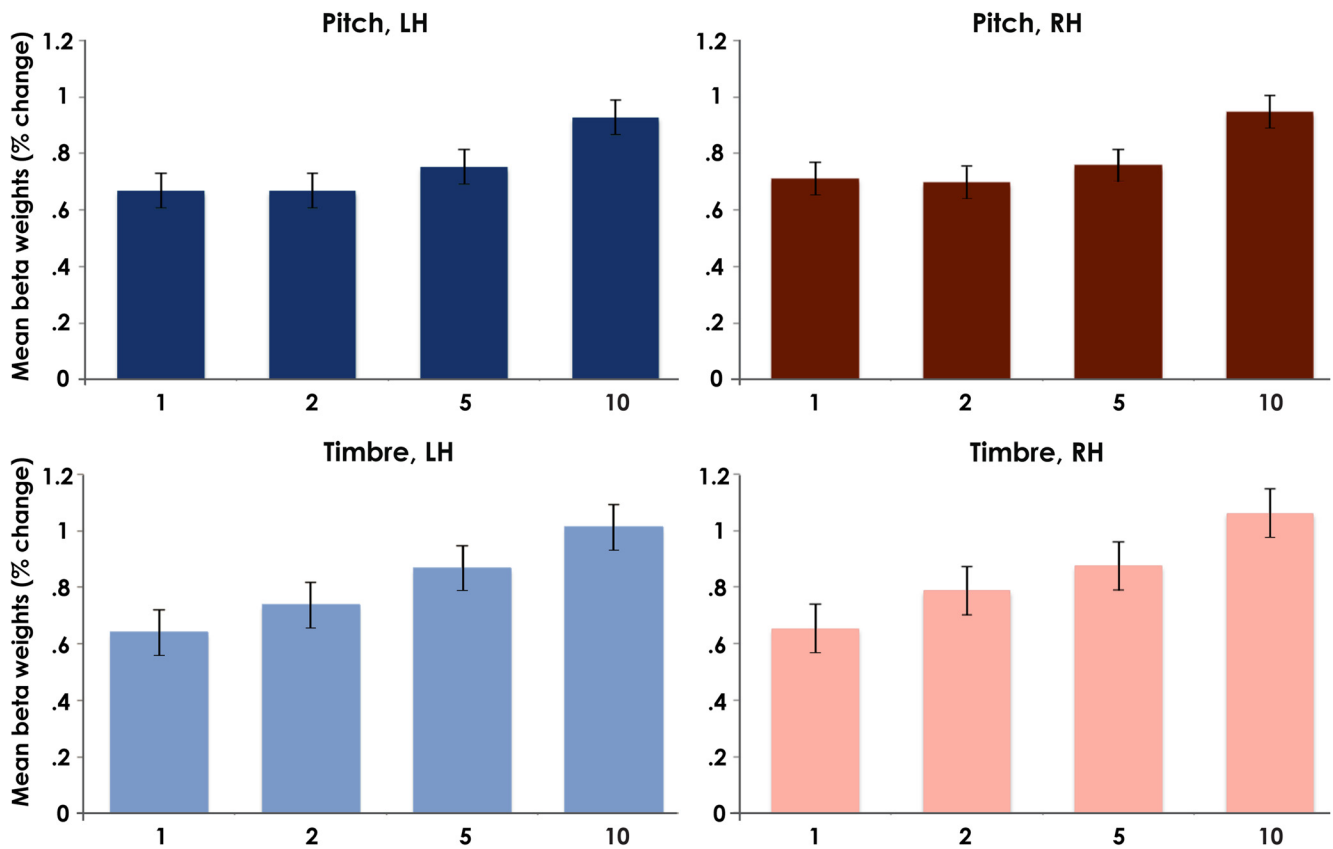 Pitch, LH
Mean beta weights (% change)
1.2
1
.8
.6
.4
.2
0
1 2 5 10
Pitch, RH
1.2
1
.8
.6
.4
.2
0
1 2 5 10
Timbre, LH
Mean beta weights (% change)
1.2
1
.8
.6
.4
.2
0
1 2 5 10
Timbre, RH
1.2
1
.8
.6
.4
.2
0
1 2 5 10